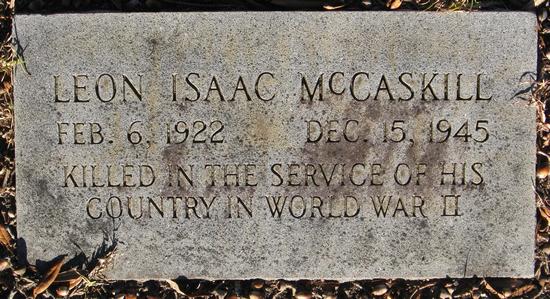 LEON ISAAC McCASKILL
FEB. 6, 1922 DEC. 15, 1945
KILLED IN THE SERVICE OF HIS
COUNTRY IN WORLD WAR II